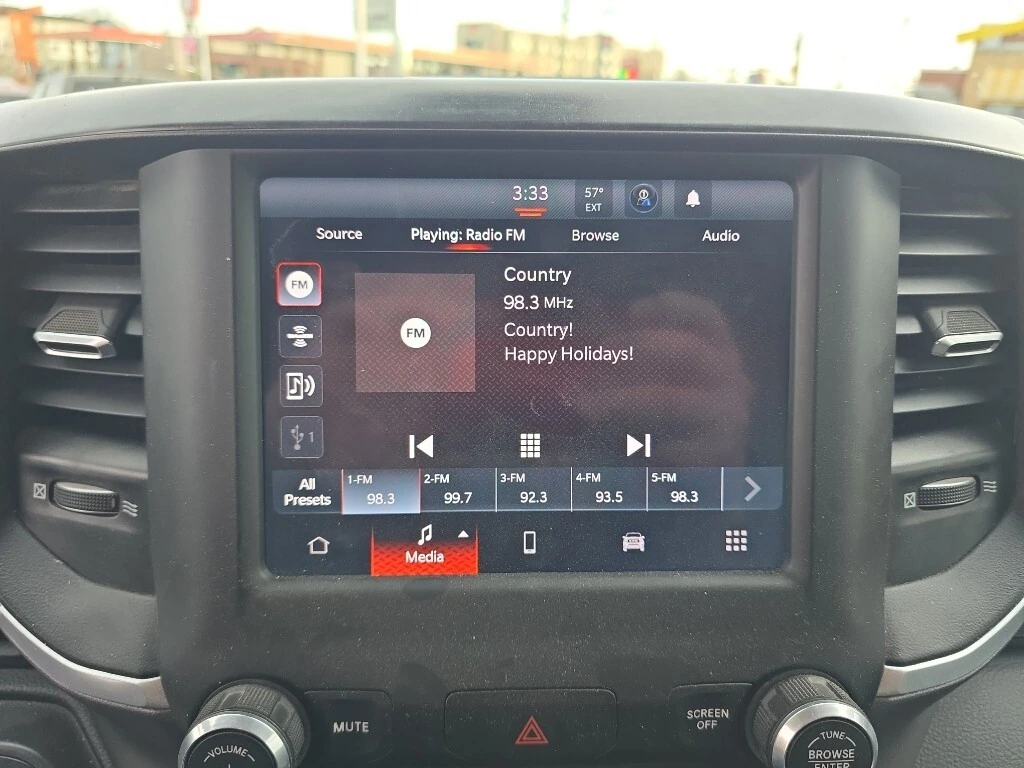 3:33
57°
EXT
Source Playing: Radio FM Browse Audio
FM
FM
Country
98.3 MHz
Country!
Happy Holidays!
1
All Presets
1-FM 98.3
2-FM 99.7
3-FM 92.3
4-FM 93.5
5-FM 98.3
Media
VOLUME
MUTE
SCREEN
OFF
TUNE
BROWSE
ENTER